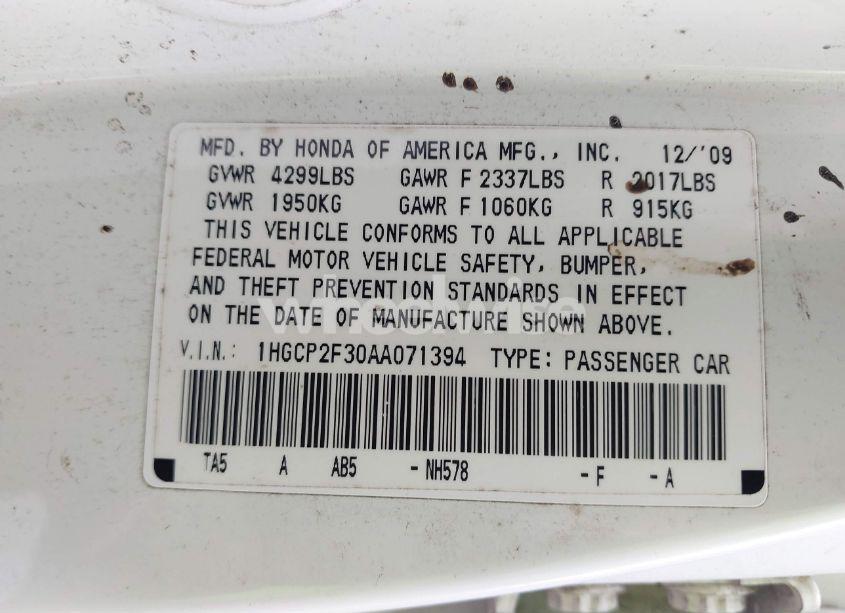 MFD. BY HONDA OF AMERICA MFG., INC. 12/'09
GVWR 4299LBS GAWR F 2337LBS R 2017LBS
GVWR 1950KG GAWR F 1060KG R 915KG
THIS VEHICLE CONFORMS TO ALL APPLICABLE
FEDERAL MOTOR VEHICLE SAFETY, BUMPER,
AND THEFT PREVENTION STANDARDS IN EFFECT
ON THE DATE OF MANUFACTURE SHOWN ABOVE.
V.I.N.: 1HGCP2F30AA071394 TYPE: PASSENGER CAR
TA5 A AB5 -NH578 -F -A